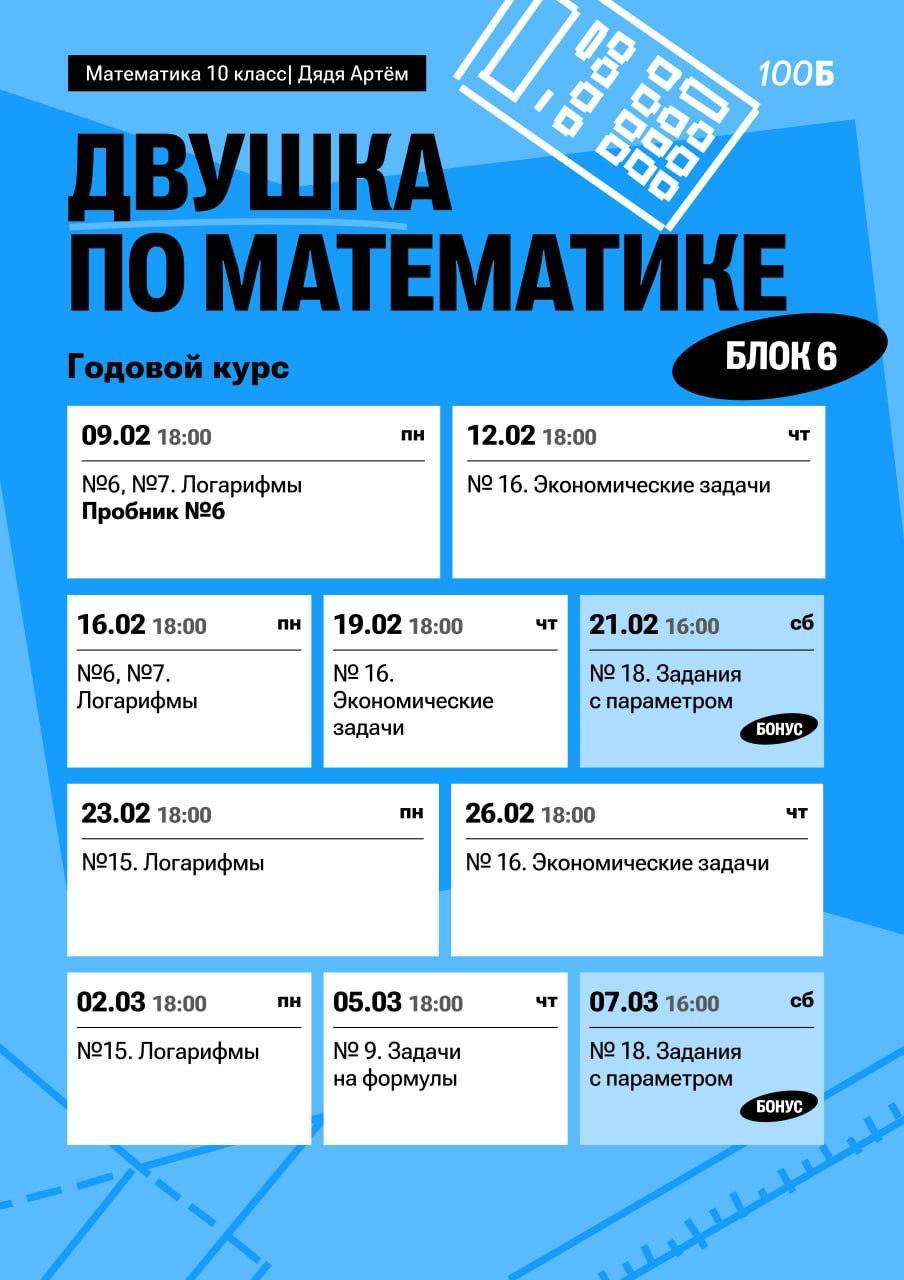 Математика 10 класс| Дядя Артём
100Б
ДВУШКА
ПО МАТЕМАТИКЕ
БЛОК 6
Годовой курс
09.02 18:00 пн
№6, №7. Логарифмы
Пробник №6
12.02 18:00 чт
№ 16. Экономические задачи
16.02 18:00 пн
№6, №7.
Логарифмы
19.02 18:00 чт
№ 16.
Экономические
задачи
21.02 16:00 сб
№ 18. Задания
с параметром
БОНУС
23.02 18:00 пн
№15. Логарифмы
26.02 18:00 чт
№ 16. Экономические задачи
02.03 18:00 пн
№15. Логарифмы
05.03 18:00 чт
№ 9. Задачи
на формулы
07.03 16:00 сб
№ 18. Задания
с параметром
БОНУС